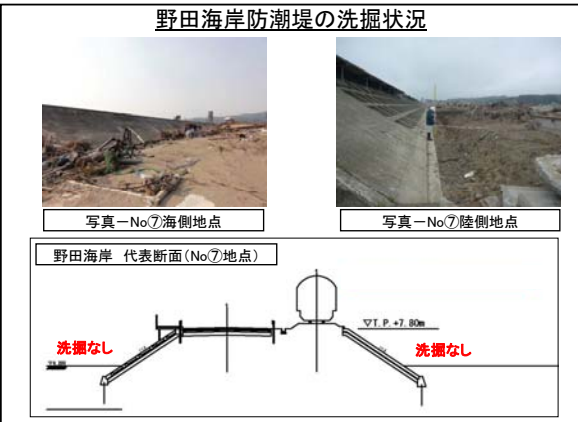 野田海岸防潮堤の洗掘状況
写真－No⑦海側地点
写真－No⑦陸側地点
野田海岸 代表断面(No⑦地点)
▽T.P.+7.80m
洗掘なし
洗掘なし